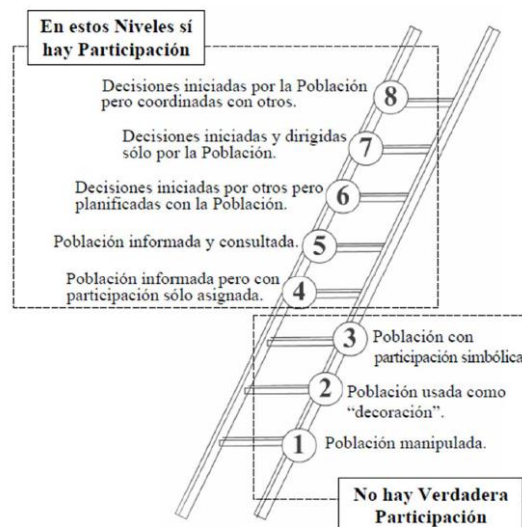 En estos Niveles sí
hay Participación
Decisiones iniciadas por la Población
pero coordinadas con otros.
8
Decisiones iniciadas y dirigidas
sólo por la Población.
7
Decisiones iniciadas por otros pero
planificadas con la Población.
6
Población informada y consultada.
5
Población informada pero con
participación sólo asignada.
4
3
Población con
participación simbólica
2
Población usada como
“decoración”.
1
Población manipulada.
No hay Verdadera
Participación